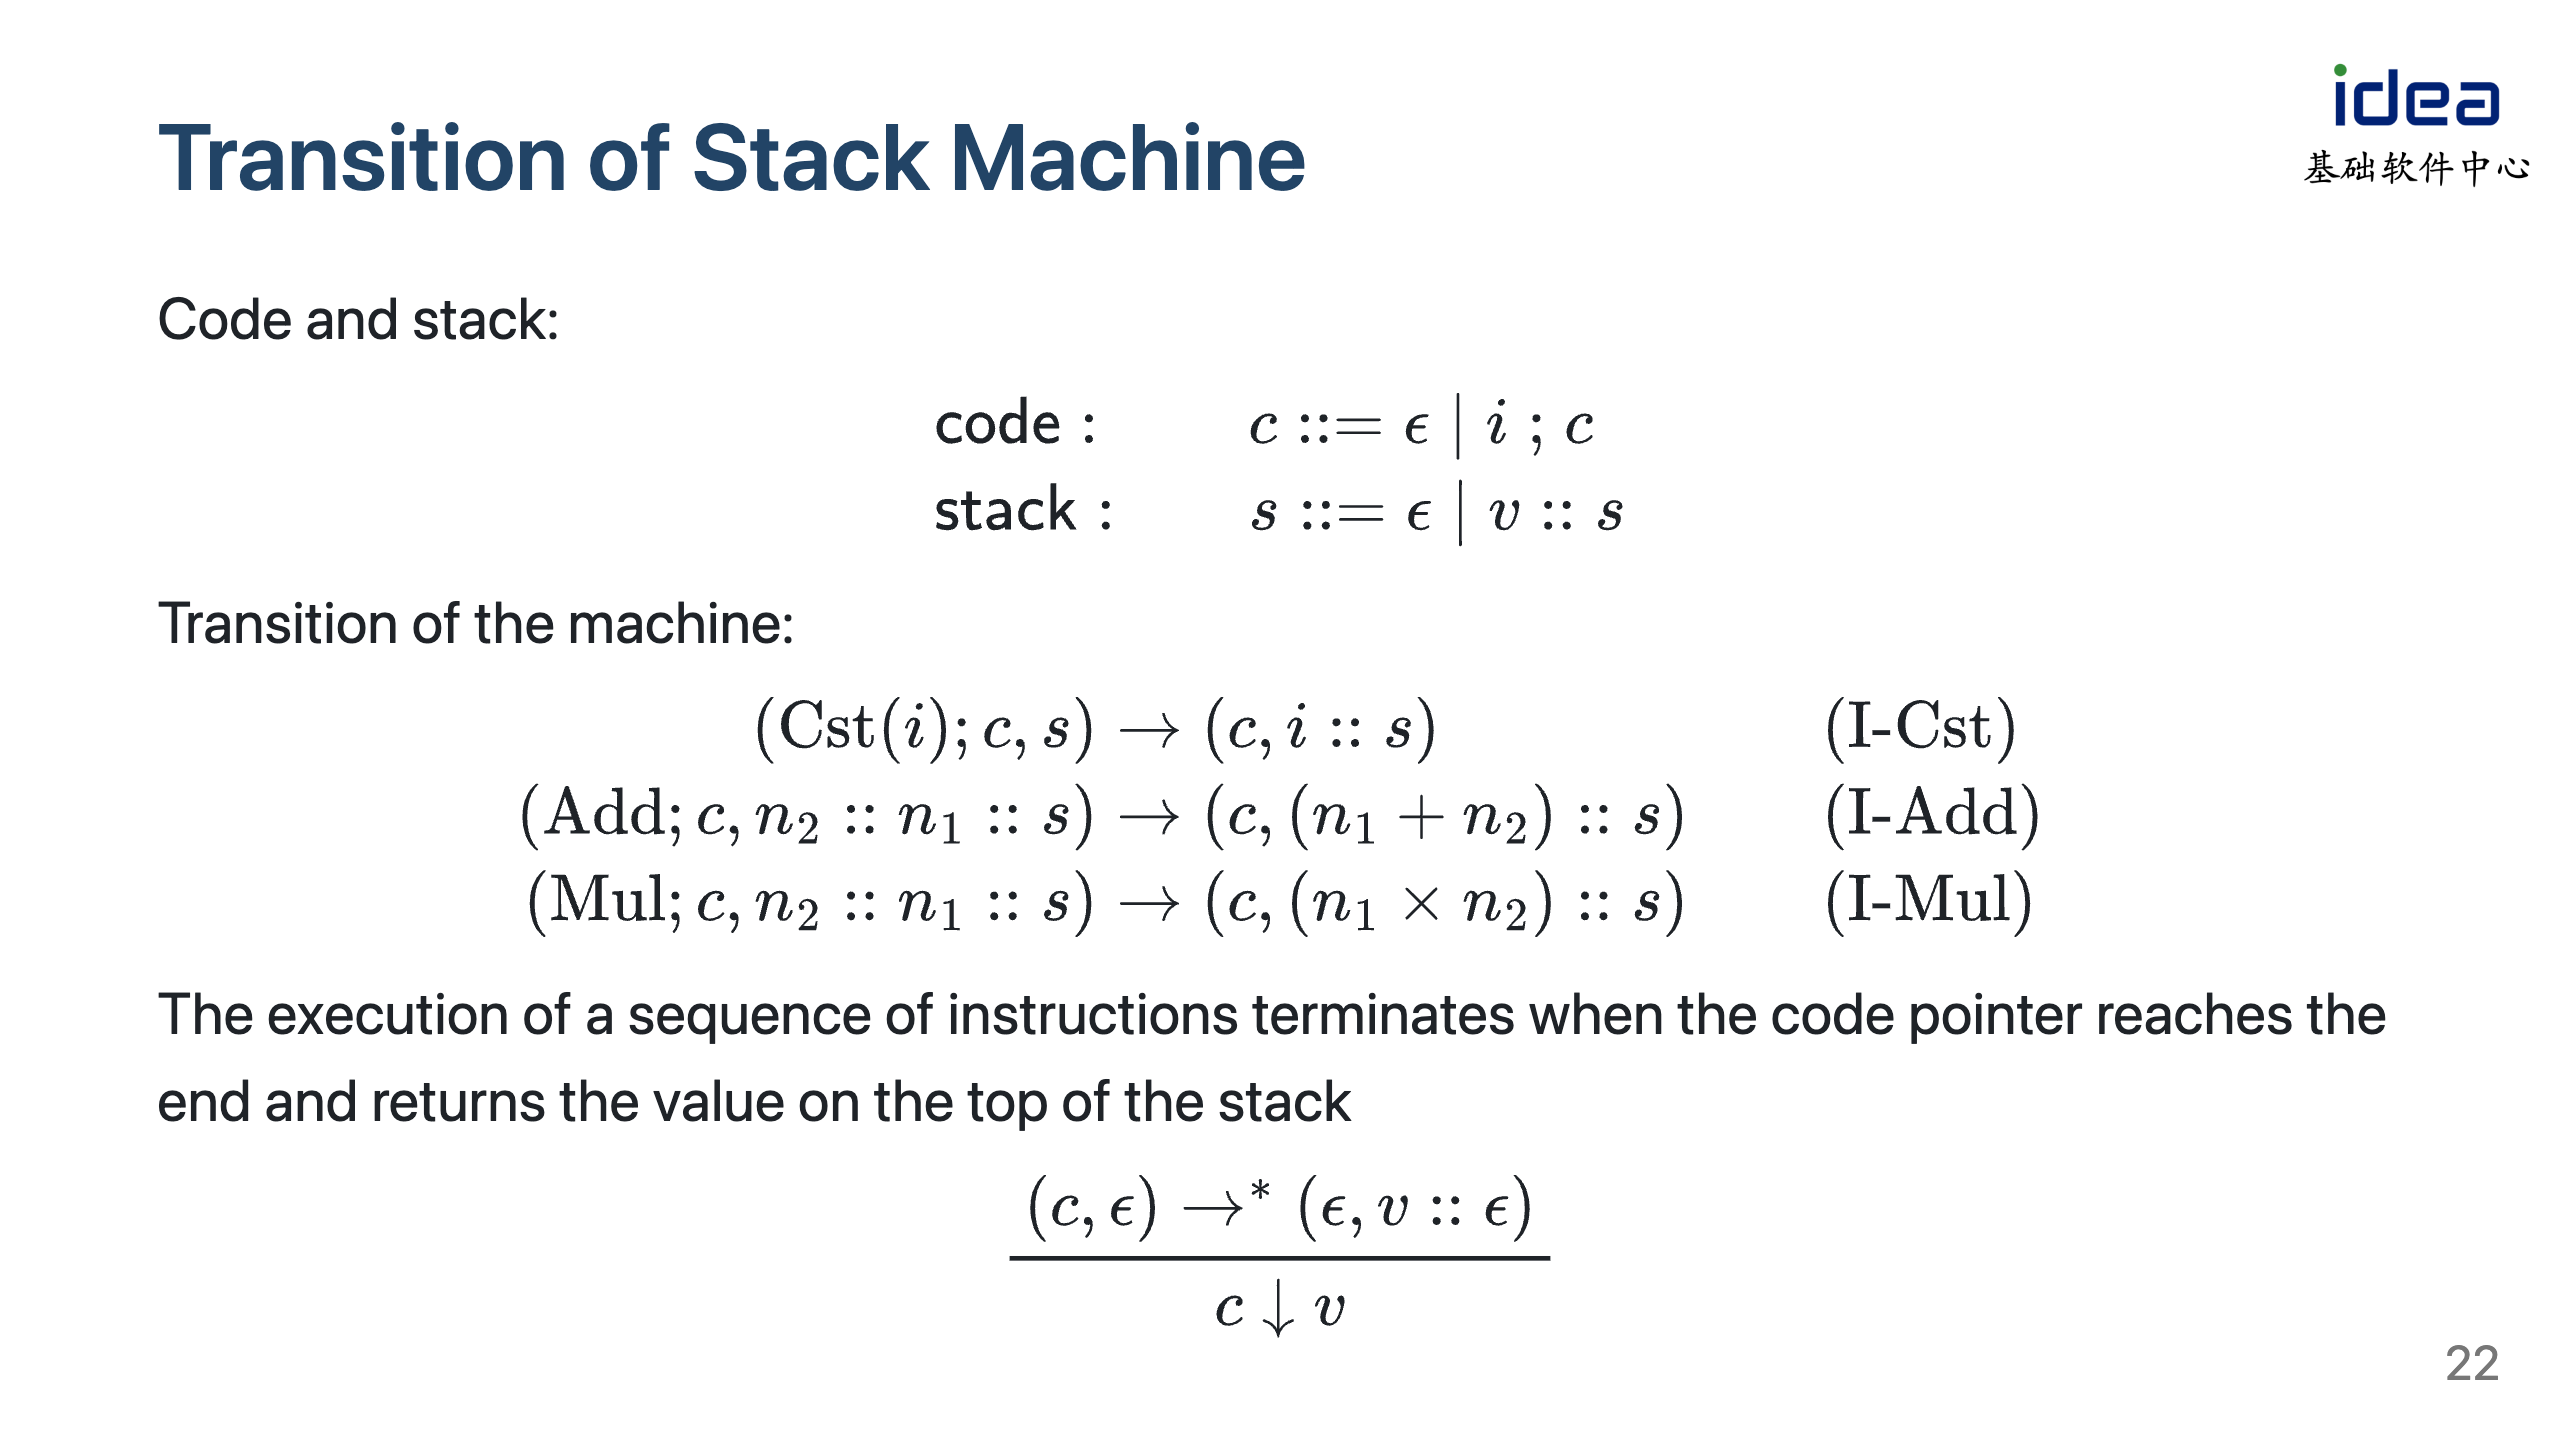 idea
基础软件中心
Transition of Stack Machine
Code and stack:
code : c ::= ϵ | i ; c
stack : s ::= ϵ | v :: s
Transition of the machine:
(Cst(i); c, s) → (c, i :: s) (I-Cst)
(Add; c, n₂ :: n₁ :: s) → (c, (n₁ + n₂) :: s) (I-Add)
(Mul; c, n₂ :: n₁ :: s) → (c, (n₁ × n₂) :: s) (I-Mul)
The execution of a sequence of instructions terminates when the code pointer reaches the
end and returns the value on the top of the stack
(c, ϵ) →* (ϵ, v :: ϵ)
c ↓ v
22